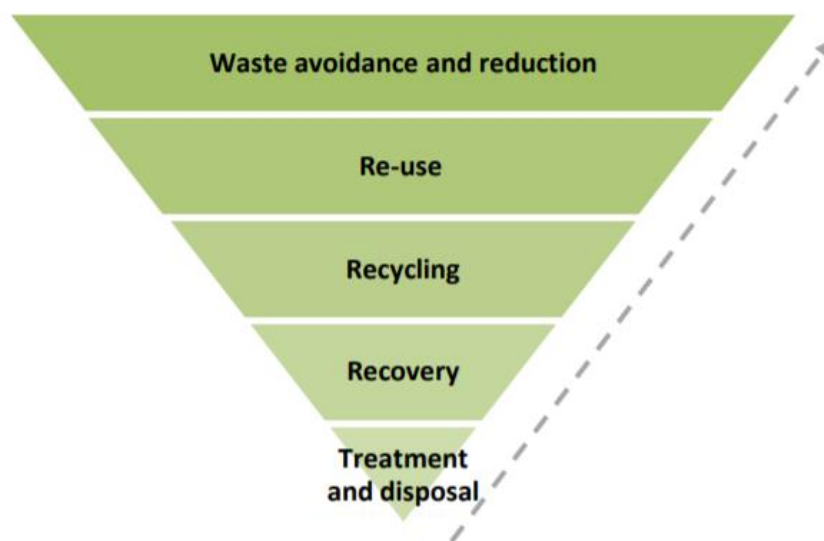 Waste avoidance and reduction
Re-use
Recycling
Recovery
Treatment
and disposal